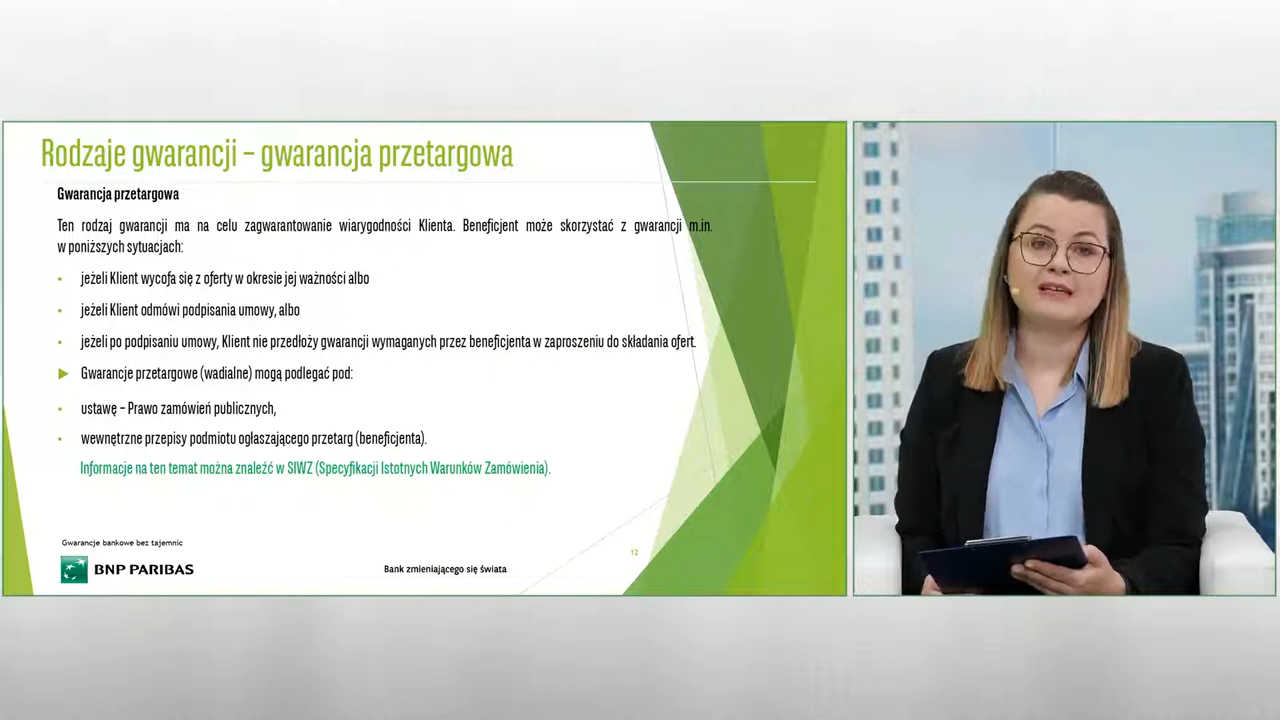 Rodzaje gwarancji – gwarancja przetargowa
Gwarancja przetargowa
Ten rodzaj gwarancji ma na celu zagwarantowanie wiarygodności Klienta. Beneficjent może skorzystać z gwarancji m.in.
w poniższych sytuacjach:
• jeżeli Klient wycofa się z oferty w okresie jej ważności albo
• jeżeli Klient odmówi podpisania umowy, albo
• jeżeli po podpisaniu umowy, Klient nie przedłoży gwarancji wymaganych przez beneficjenta w zaproszeniu do składania ofert.
▶ Gwarancje przetargowe (wadialne) mogą podlegać pod:
• ustawę – Prawo zamówień publicznych,
• wewnętrzne przepisy podmiotu ogłaszającego przetarg (beneficjenta).
Informacje na ten temat można znaleźć w SIWZ (Specyfikacji Istotnych Warunków Zamówienia).
Gwarancje bankowe bez tajemnic
12
BNP PARIBAS
Bank zmieniającego się świata